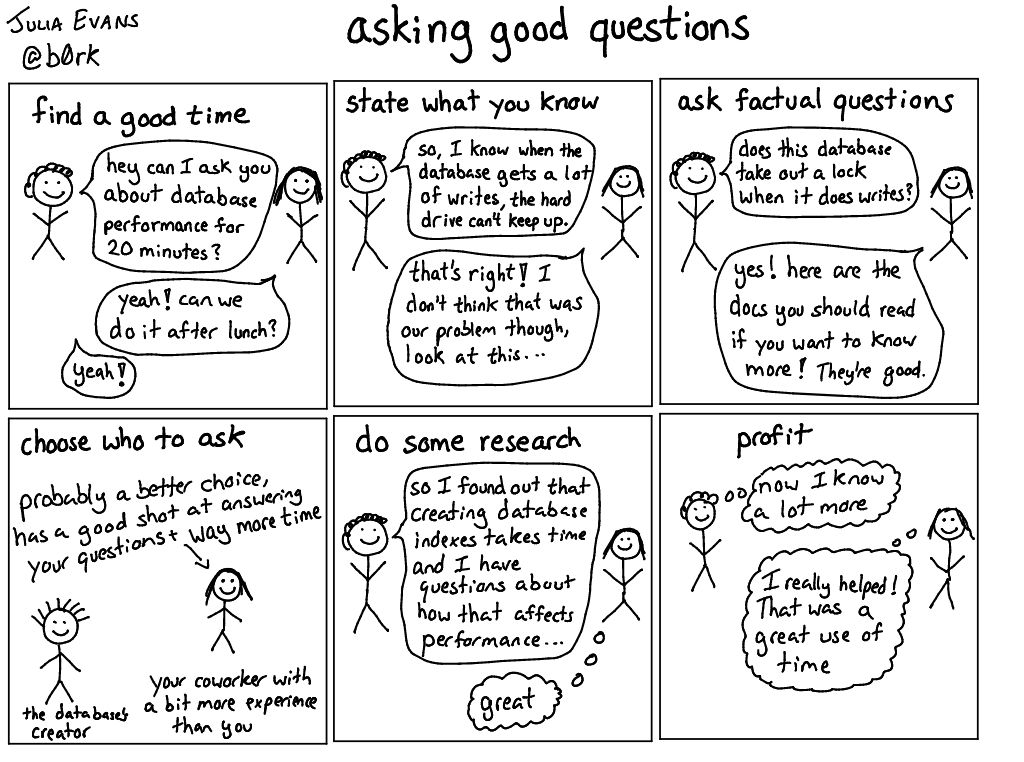 JULIA EVANS
@b0rk
asking good questions
find a good time
hey can I ask you
about database
performance for
20 minutes?
yeah! can we
do it after lunch?
yeah!
state what you know
so, I know when the
database gets a lot
of writes, the hard
drive can't keep up.
that's right! I
don't think that was
our problem though,
look at this...
ask factual questions
does this database
take out a lock
when it does writes?
yes! here are the
docs you should read
if you want to know
more! They're good.
choose who to ask
probably a better choice,
has a good shot at answering
your questions + way more time
the database's
creator
your coworker with
a bit more experience
than you
do some research
so I found out that
creating database
indexes takes time
and I have
questions about
how that affects
performance...
great
profit
now I know
a lot more
I really helped!
That was a
great use of
time